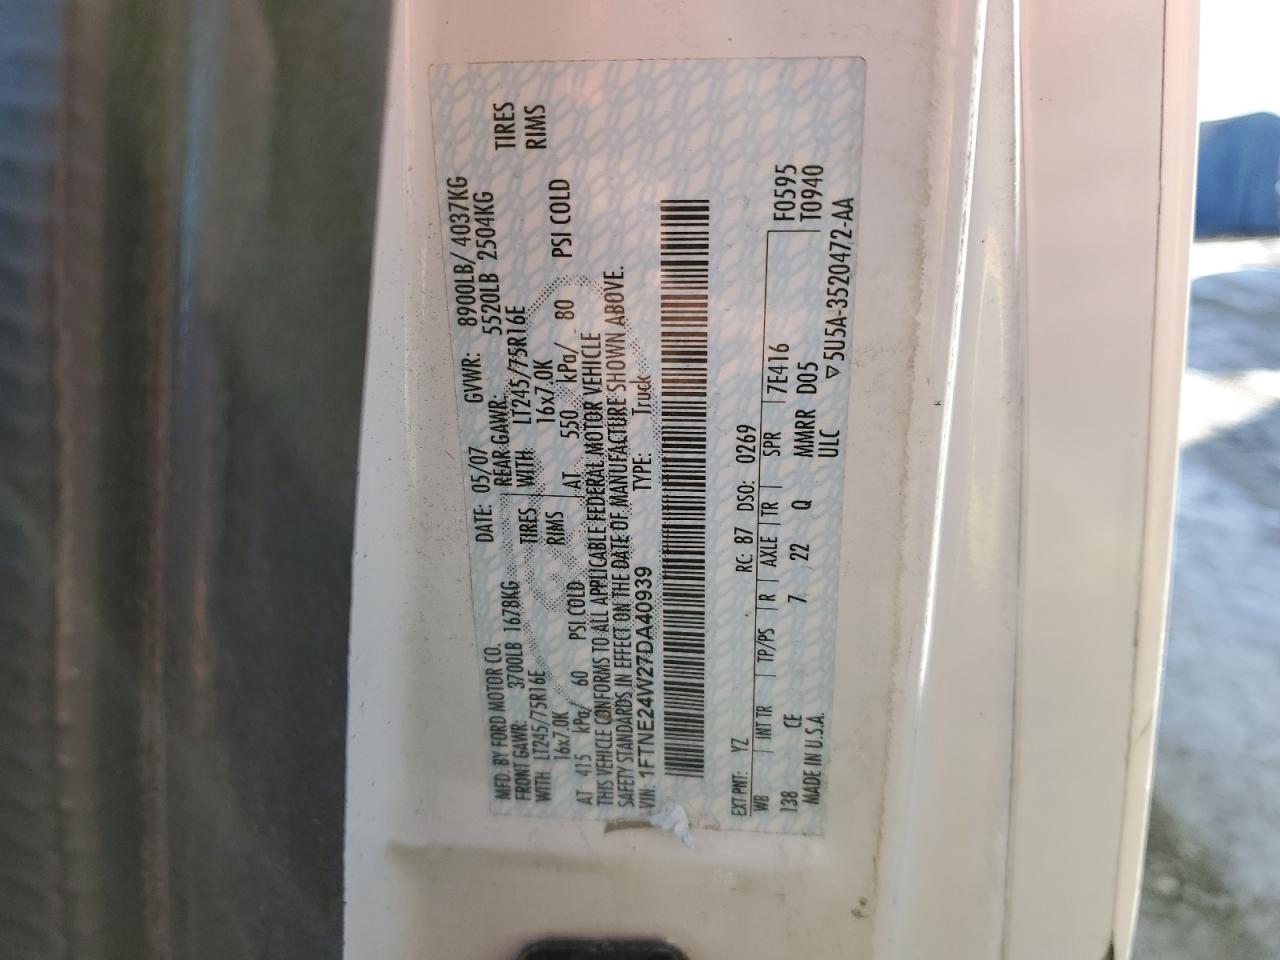 MFD. BY FORD MOTOR CO. DATE: 05/07 GVWR: 8900LB/ 4037KG
FRONT GAWR: 3700LB 1678KG REAR GAWR: 5520LB 2504KG
WITH LT245/75R16E TIRES WITH LT245/75R16E TIRES
16x7.0K RIMS 16x7.0K RIMS
AT 415 kPa/ 60 PSI COLD AT 550 kPa/ 80 PSI COLD
THIS VEHICLE CONFORMS TO ALL APPLICABLE FEDERAL MOTOR VEHICLE
SAFETY STANDARDS IN EFFECT ON THE DATE OF MANUFACTURE SHOWN ABOVE.
VIN: 1FTNE24W27DA40939 TYPE: Truck
EXT PNT: YZ RC: 87 DSO: 0269 F0595
WB INT TR TP/PS R AXLE TR SPR 7E416 T0940
138 CE 7 22 Q MMRR D05
MADE IN U.S.A. ULC ▽5U5A-3520472-AA